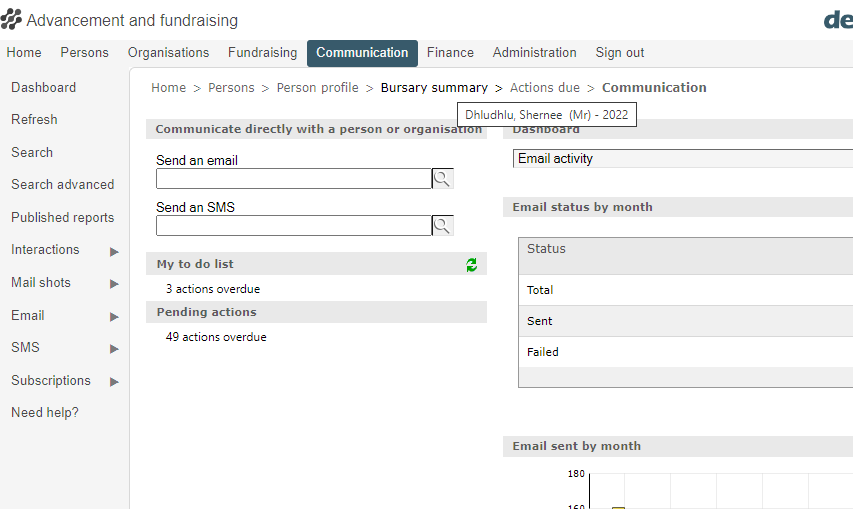 Advancement and fundraising
de
Home Persons Organisations Fundraising Communication Finance Administration Sign out
Dashboard
Refresh
Search
Search advanced
Published reports
Interactions
Mail shots
Email
SMS
Subscriptions
Need help?
Home > Persons > Person profile > Bursary summary > Actions due > Communication
Dhludhlu, Shernee (Mr) - 2022
Communicate directly with a person or organisation
Send an email
Send an SMS
My to do list
3 actions overdue
Pending actions
49 actions overdue
Dashboard
Email activity
Email status by month
Status
Total
Sent
Failed
Email sent by month
180
160